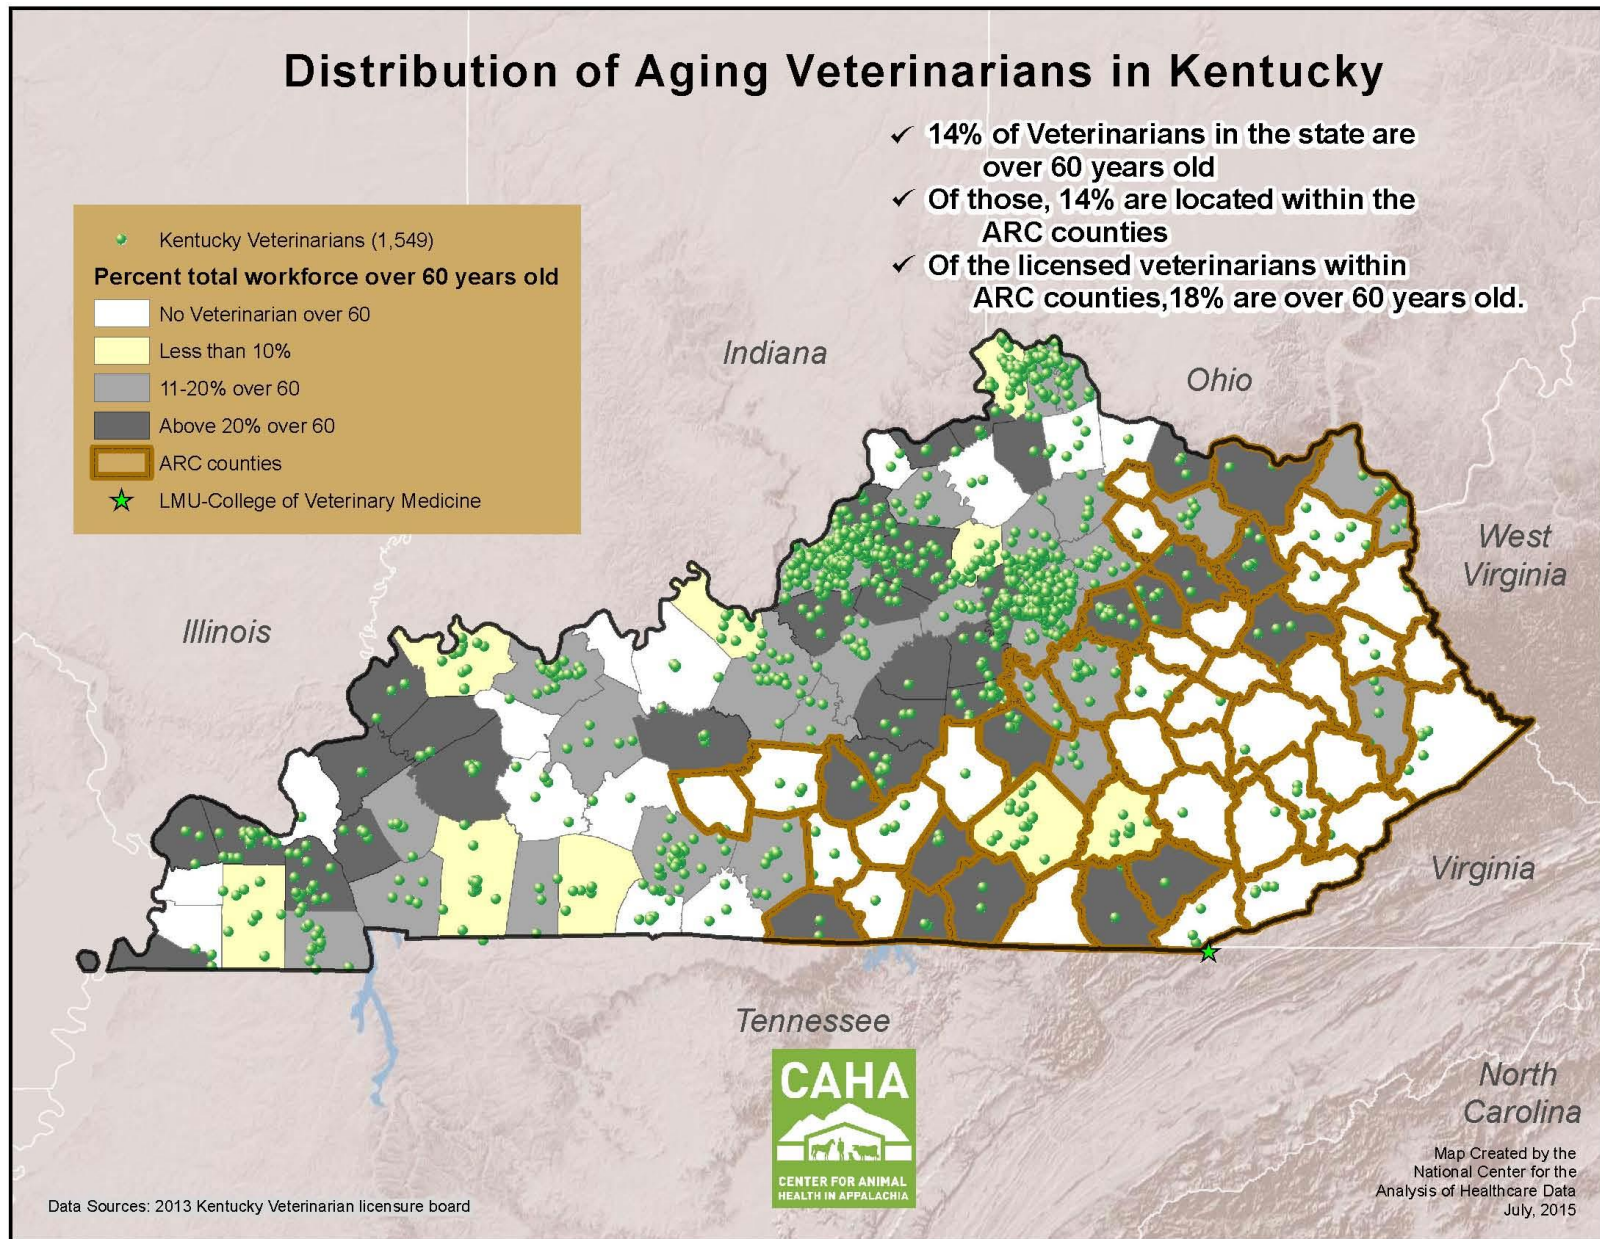 Distribution of Aging Veterinarians in Kentucky
✓ 14% of Veterinarians in the state are
over 60 years old
✓ Of those, 14% are located within the
ARC counties
✓ Of the licensed veterinarians within
ARC counties,18% are over 60 years old.
Kentucky Veterinarians (1,549)
Percent total workforce over 60 years old
No Veterinarian over 60
Less than 10%
11-20% over 60
Above 20% over 60
ARC counties
LMU-College of Veterinary Medicine
Indiana
Ohio
West
Virginia
Illinois
Virginia
Tennessee
North
Carolina
CAHA
CENTER FOR ANIMAL
HEALTH IN APPALACHIA
Map Created by the
National Center for the
Analysis of Healthcare Data
July, 2015
Data Sources: 2013 Kentucky Veterinarian licensure board